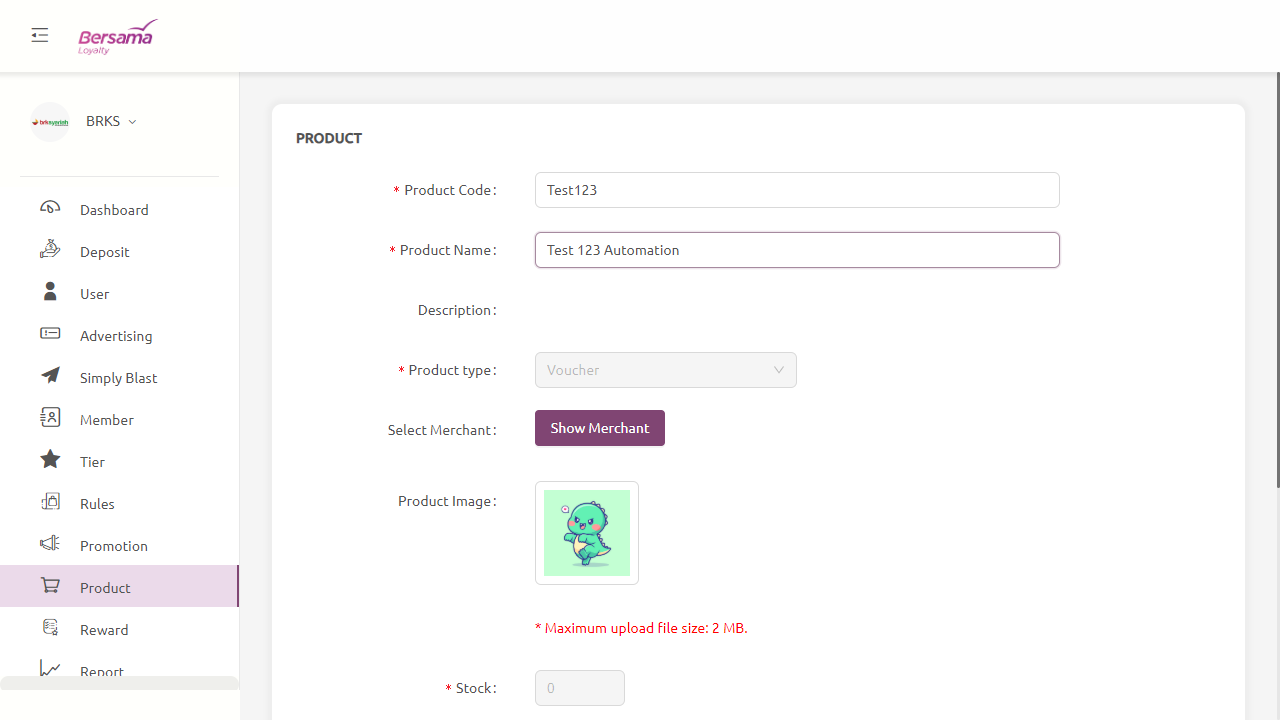 Bersama
Loyalty
brksyariah
BRKS
Dashboard
Deposit
User
Advertising
Simply Blast
Member
Tier
Rules
Promotion
Product
Reward
Report
PRODUCT
* Product Code:
Test123
* Product Name:
Test 123 Automation
Description:
* Product type:
Voucher
Select Merchant:
Show Merchant
Product Image:
* Maximum upload file size: 2 MB.
* Stock:
0